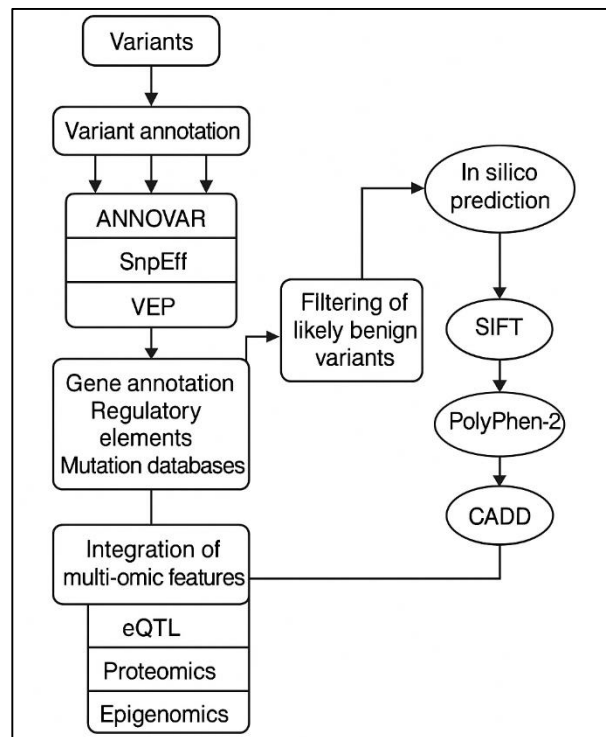 Variants
Variant annotation
ANNOVAR
SnpEff
VEP
Gene annotation
Regulatory
elements
Mutation databases
Integration of
multi-omic features
eQTL
Proteomics
Epigenomics
FIltering of
likely benign
variants
In silico
prediction
SIFT
PolyPhen-2
CADD